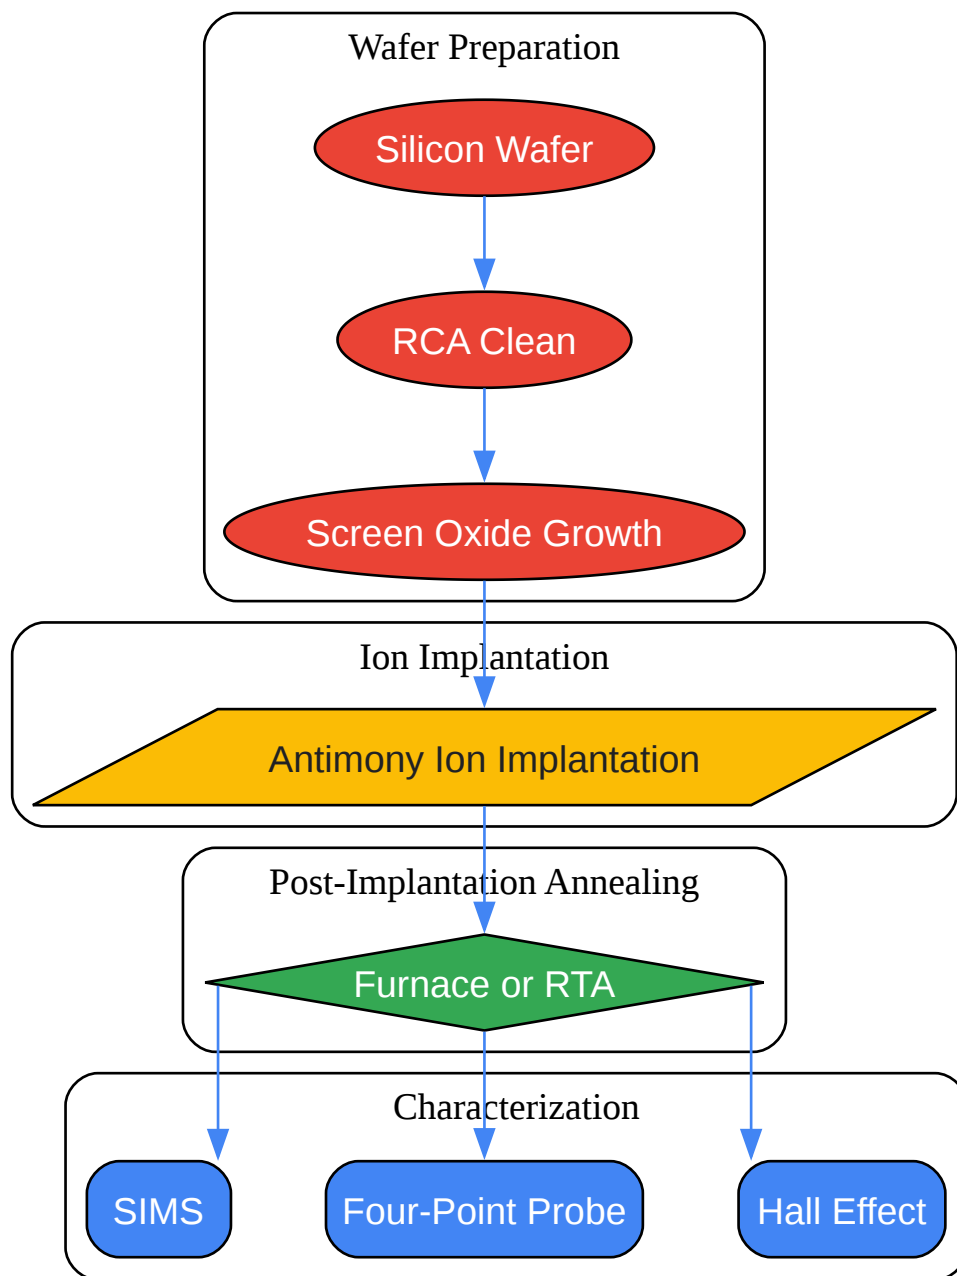 Wafer Preparation
Silicon Wafer
RCA Clean
Screen Oxide Growth
Ion Implantation
Antimony Ion Implantation
Post-Implantation Annealing
Furnace or RTA
Characterization
SIMS
Four-Point Probe
Hall Effect